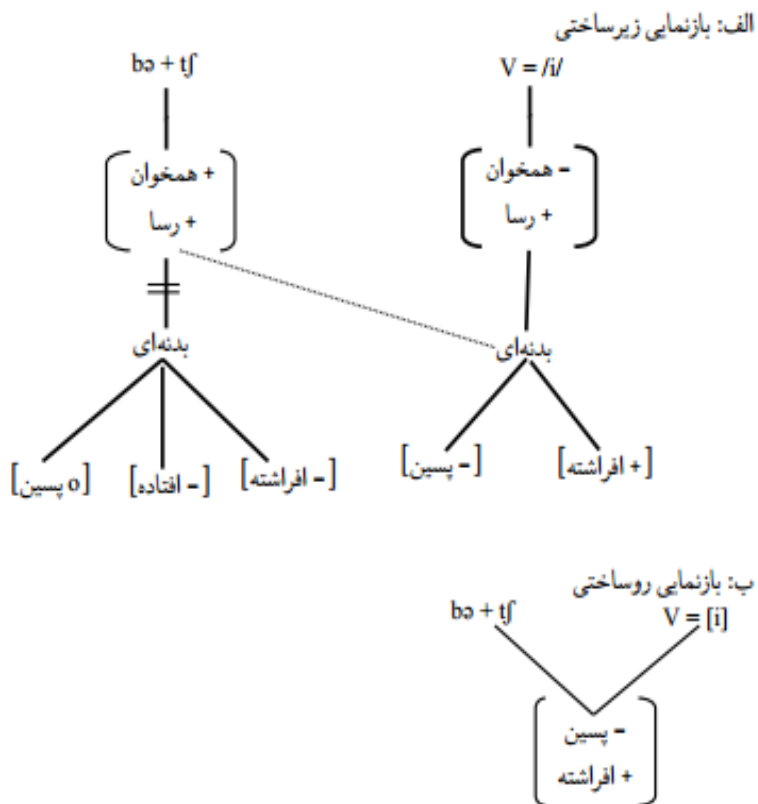 الف: بازنمایی زیرساختی
bə + tʃ
V = /i/
+ همخوان
+ رسا
- همخوان
+ رسا
بدنه‌ای
بدنه‌ای
[o پسین]
[- افتاده]
[- افراشته]
[- پسین]
[+ افراشته]
ب: بازنمایی روساختی
bə + tʃ
V = [i]
- پسین
+ افراشته